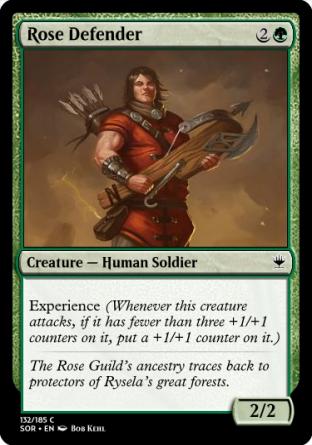 Rose Defender 2
Creature — Human Soldier
Experience (Whenever this creature
attacks, if it has fewer than three +1/+1
counters on it, put a +1/+1 counter on it.)
The Rose Guild's ancestry traces back to
protectors of Rysela's great forests.
2/2
132/185 C
SOR • EN Bob Kehl